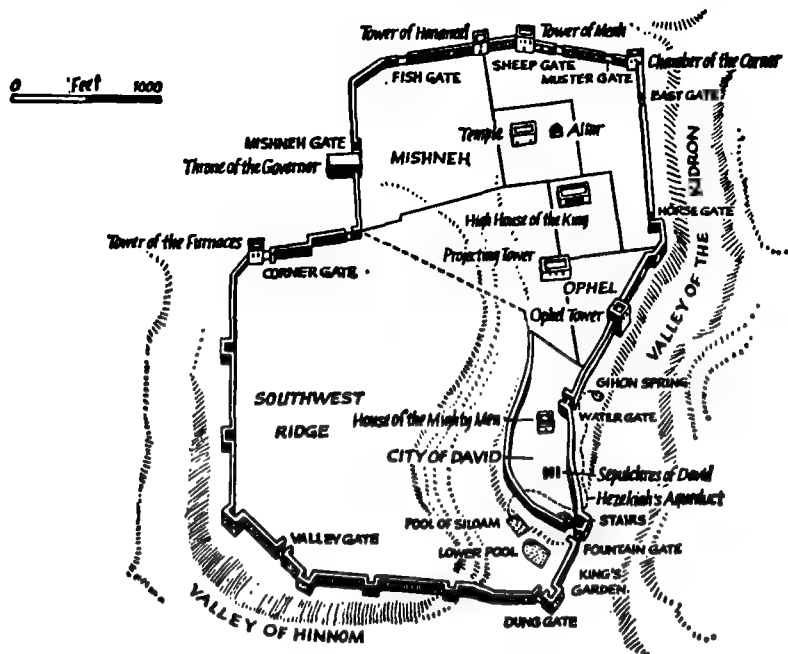 Tower of Hananeel
Tower of Meah
0 Feet 1000
FISH GATE
SHEEP GATE
MUSTER GATE
Chamber of the Corner
EAST GATE
MISHNEH GATE
Throne of the Governor
MISHNEH
Temple
Altar
High House of the King
HORSE GATE
Tower of the Furnaces
CORNER GATE
Projecting Tower
OPHEL
Ophel Tower
VALLEY OF THE
GIHON SPRING
SOUTHWEST
RIDGE
House of the Mighty Men
WATER GATE
CITY OF DAVID
Sepulchres of David
Hezekiah's Aqueduct
POOL OF SILOAM
STAIRS
VALLEY GATE
LOWER POOL
FOUNTAIN GATE
KING'S
GARDEN
VALLEY OF HINNOM
DUNG GATE